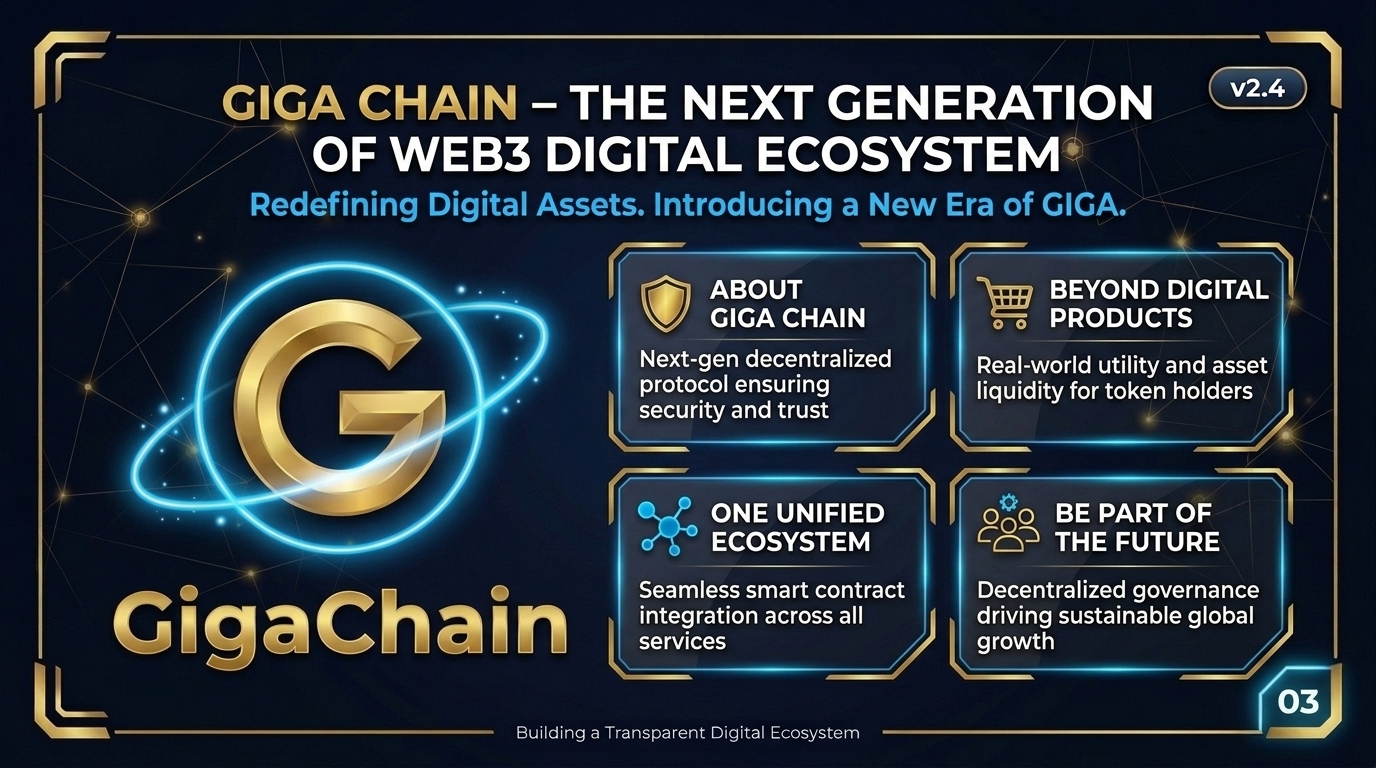 v2.4
GIGA CHAIN – THE NEXT GENERATION
OF WEB3 DIGITAL ECOSYSTEM
Redefining Digital Assets. Introducing a New Era of GIGA.
G
GigaChain
ABOUT
GIGA CHAIN
Next-gen decentralized
protocol ensuring
security and trust
BEYOND DIGITAL
PRODUCTS
Real-world utility and asset
liquidity for token holders
ONE UNIFIED
ECOSYSTEM
Seamless smart contract
integration across all
services
BE PART OF
THE FUTURE
Decentralized governance
driving sustainable global
growth
03
Building a Transparent Digital Ecosystem